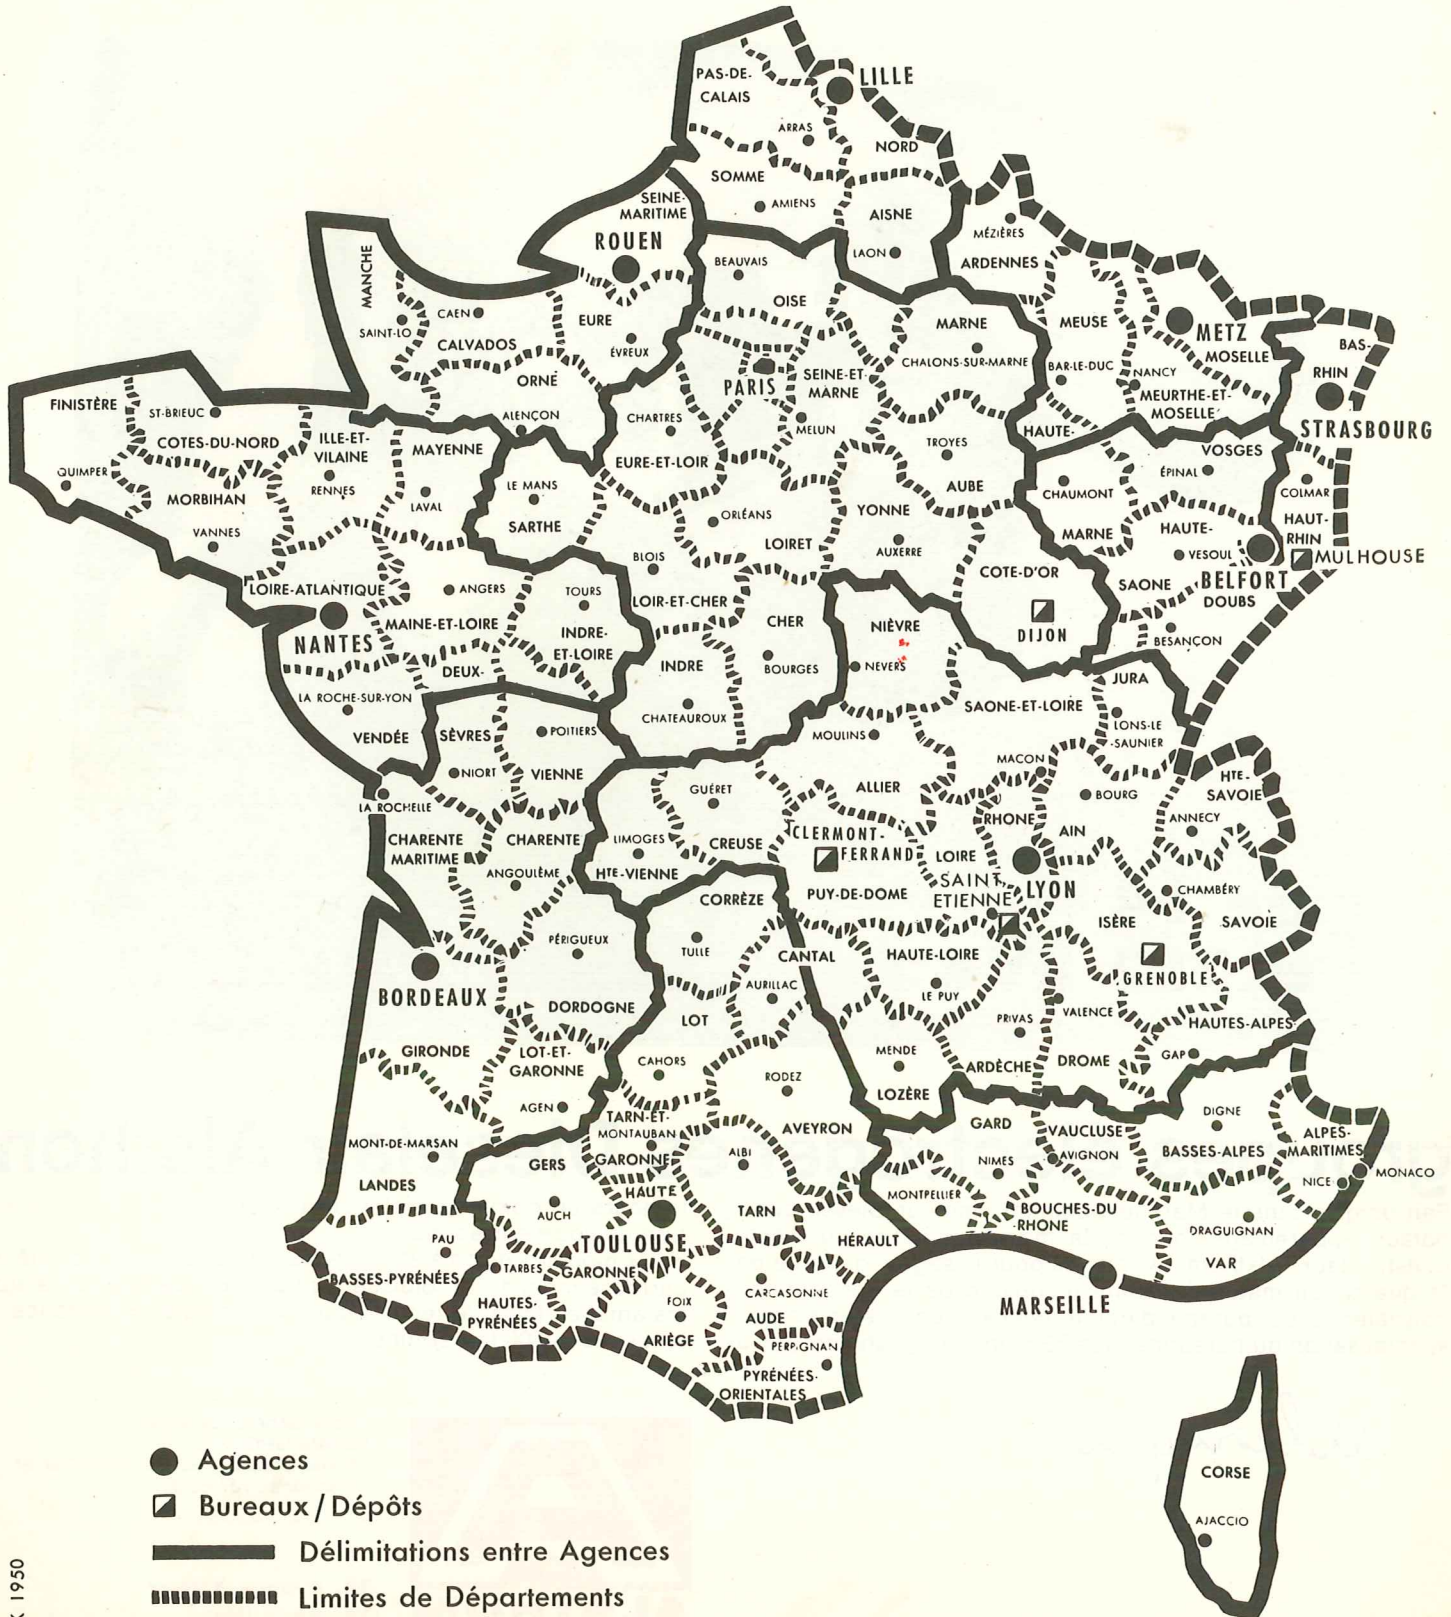 LILLE
PAS-DE-
CALAIS
ARRAS
NORD
SOMME
AMIENS
AISNE
LAON
SEINE-
MARITIME
ROUEN
MÉZIÈRES
ARDENNES
BEAUVAIS
OISE
MANCHE
SAINT-LO
CAEN
CALVADOS
EURE
ÉVREUX
ORNE
ALENÇON
MARNE
CHALONS-SUR-MARNE
MEUSE
BAR-LE-DUC
METZ
MOSELLE
NANCY
MEURTHE-ET-
MOSELLE
BAS-
RHIN
STRASBOURG
PARIS
SEINE-ET-
MARNE
MELUN
CHARTRES
EURE-ET-LOIR
TROYES
AUBE
HAUTE-
CHAUMONT
MARNE
VOSGES
ÉPINAL
COLMAR
HAUT-
RHIN
MULHOUSE
FINISTÈRE
ST-BRIEUC
COTES-DU-NORD
QUIMPER
MORBIHAN
VANNES
ILLE-ET-
VILAINE
RENNES
MAYENNE
LAVAL
LE MANS
SARTHE
ORLÉANS
LOIRET
YONNE
AUXERRE
HAUTE-
VESOUL
SAONE
BELFORT
DOUBS
BESANÇON
COTE-D'OR
DIJON
LOIRE-ATLANTIQUE
NANTES
ANGERS
MAINE-ET-LOIRE
TOURS
INDRE-
ET-LOIRE
BLOIS
LOIR-ET-CHER
CHER
BOURGES
NIÈVRE
NEVERS
INDRE
CHATEAUROUX
DEUX-
SÈVRES
NIORT
LA ROCHE-SUR-YON
VENDÉE
POITIERS
VIENNE
MOULINS
ALLIER
SAONE-ET-LOIRE
MACON
JURA
LONS-LE
-SAUNIER
LA ROCHELLE
CHARENTE
MARITIME
CHARENTE
ANGOULÊME
LIMOGES
HTE-VIENNE
GUÉRET
CREUSE
CLERMONT-
FERRAND
PUY-DE-DOME
LOIRE
RHONE
SAINT
ETIENNE
LYON
BOURG
AIN
HTE-
SAVOIE
ANNECY
CHAMBÉRY
SAVOIE
ISÈRE
GRENOBLE
BORDEAUX
GIRONDE
PÉRIGUEUX
DORDOGNE
CORRÈZE
TULLE
CANTAL
AURILLAC
HAUTE-LOIRE
LE PUY
PRIVAS
ARDÈCHE
VALENCE
DROME
HAUTES-ALPES
GAP
LOT
CAHORS
LOT-ET-
GARONNE
AGEN
RODEZ
AVEYRON
MENDE
LOZÈRE
MONT-DE-MARSAN
LANDES
TARN-ET-
MONTAUBAN
GARONNE
GERS
AUCH
HAUTE
TOULOUSE
GARONNE
ALBI
TARN
GARD
NIMES
VAUCLUSE
AVIGNON
DIGNE
BASSES-ALPES
ALPES-
MARITIMES
NICE
MONACO
MONTPELLIER
HÉRAULT
BOUCHES-DU
-RHONE
MARSEILLE
DRAGUIGNAN
VAR
PAU
BASSES-PYRÉNÉES
TARBES
HAUTES-
PYRÉNÉES
FOIX
ARIÈGE
CARCASONNE
AUDE
PERPIGNAN
PYRÉNÉES-
ORIENTALES
CORSE
AJACCIO
Agences
Bureaux/Dépôts
Délimitations entre Agences
Limites de Départements
1950